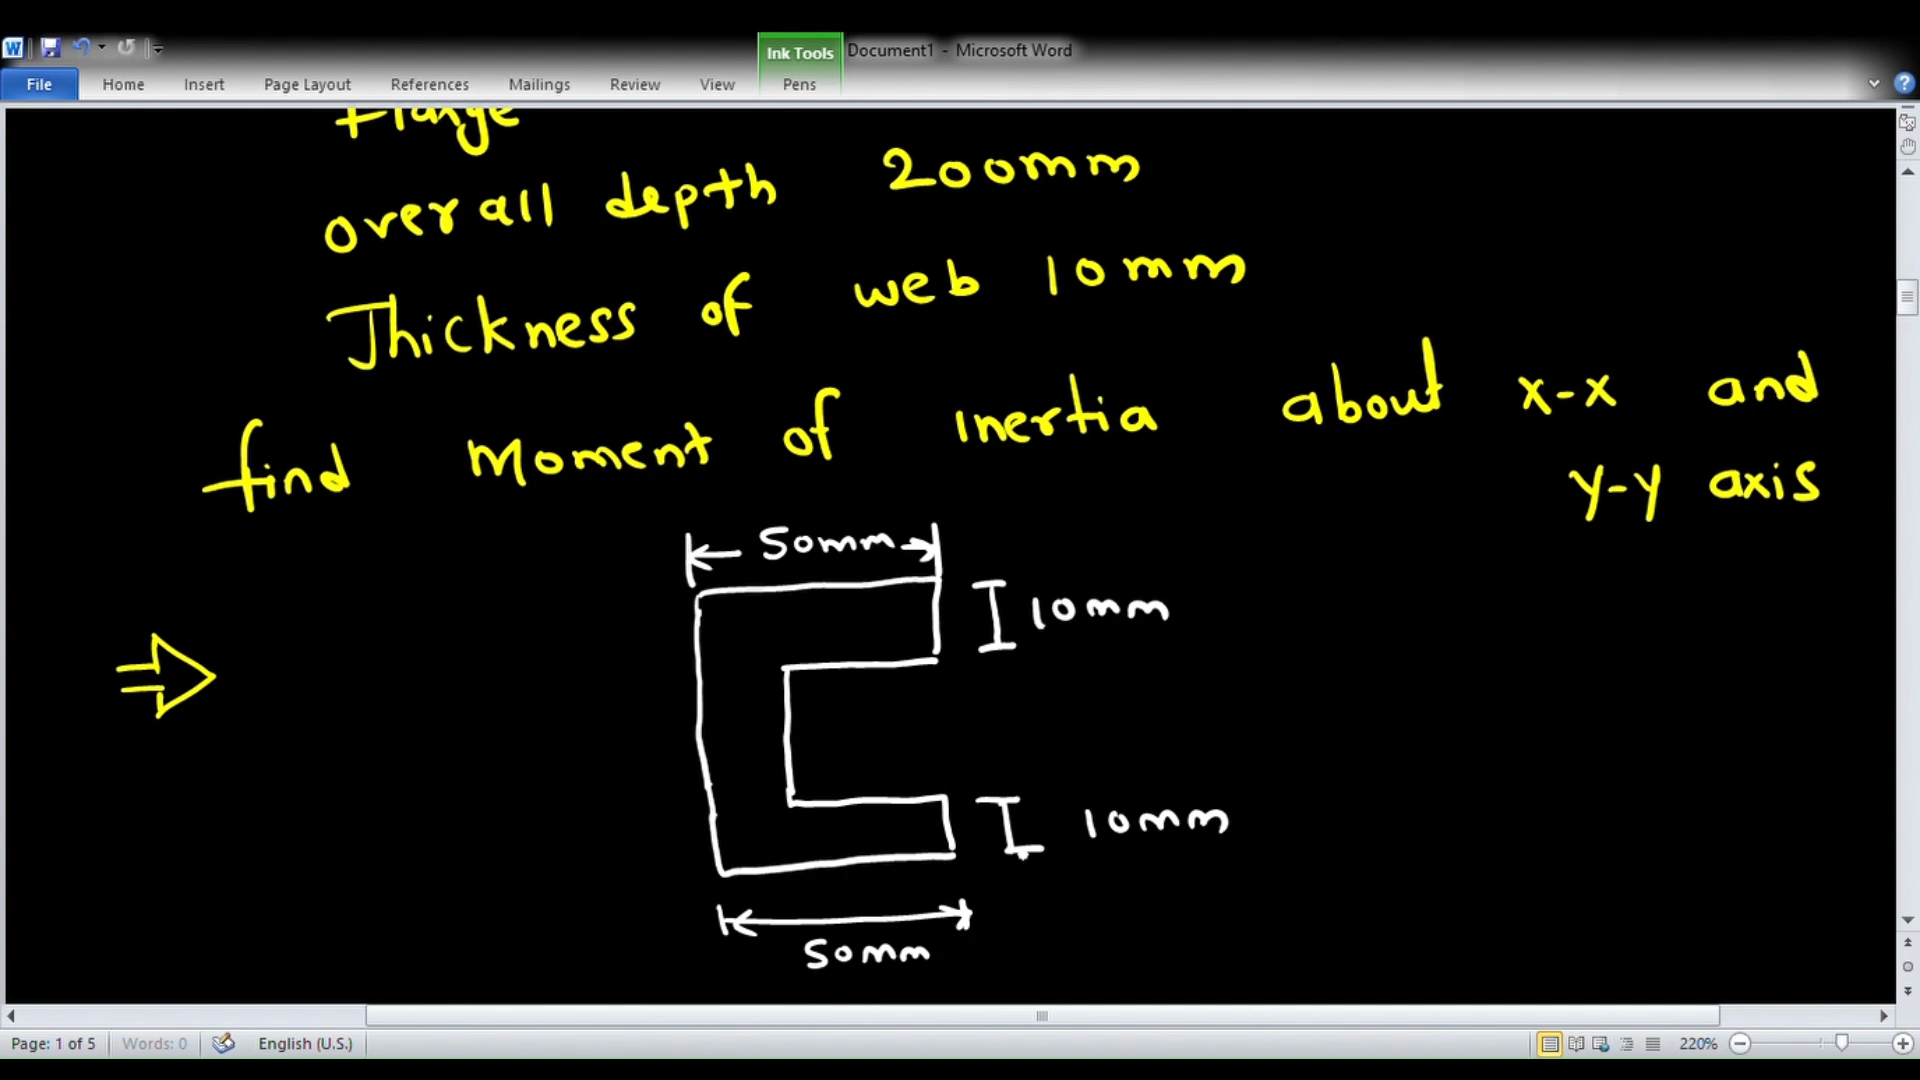 Ink Tools
Document1 - Microsoft Word
File Home Insert Page Layout References Mailings Review View Pens
Flange
overall depth 200mm
Thickness of web 10mm
find moment of inertia about x-x and
y-y axis
50mm
10mm
10mm
50mm
Page: 1 of 5 Words: 0 English (U.S.) 220%